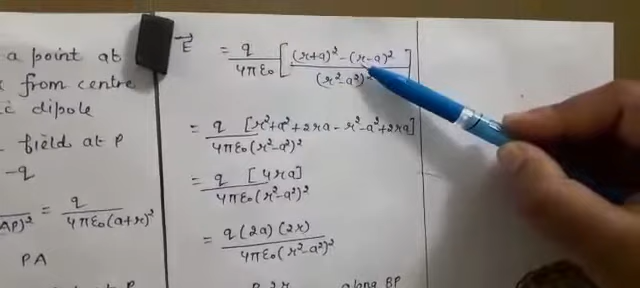 a point at
from centre
dipole
field at P
-q
AP)² = q / 4πε₀(a+r)²
PA
E⃗ = q / 4πε₀ [ (r+a)² - (r-a)² / (r²-a²)² ]
= q [r²+a²+2ra - r²-a²+2ra] / 4πε₀(r²-a²)²
= q [4ra] / 4πε₀(r²-a²)²
= q(2a)(2r) / 4πε₀(r²-a²)²
along BP